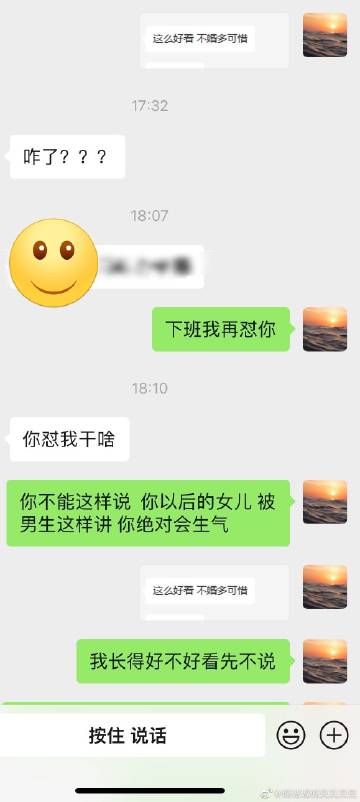 这么好看 不婚多可惜
17:32
咋了？？？
18:07
下班我再怼你
18:10
你怼我干啥
你不能这样说 你以后的女儿 被
男生这样讲 你绝对会生气
这么好看 不婚多可惜
我长得好不好看先不说
按住 说话